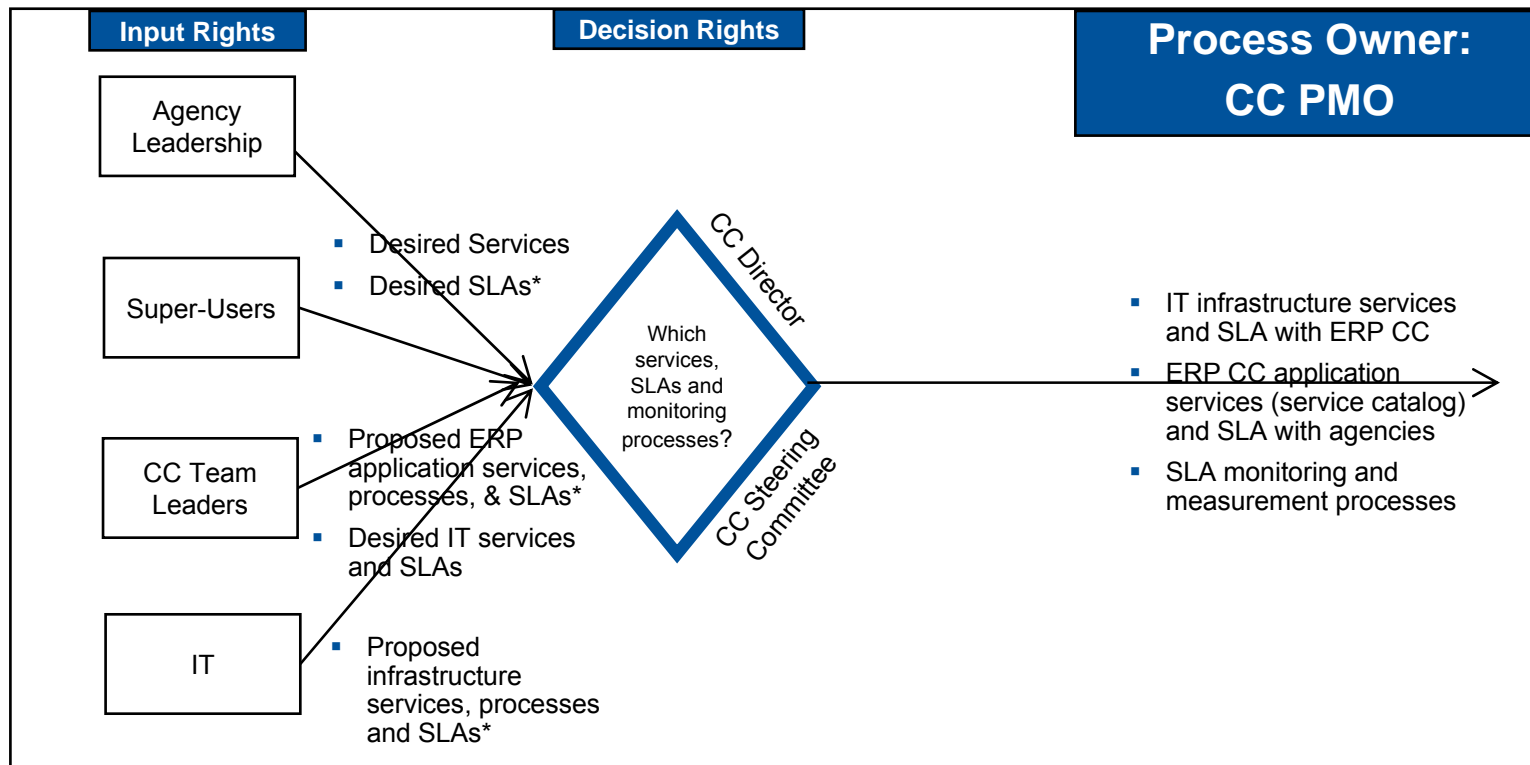 Input Rights
Decision Rights
Process Owner:
CC PMO
Agency
Leadership
Super-Users
CC Team
Leaders
IT
▪ Desired Services
▪ Desired SLAs*
▪ Proposed ERP
application services,
processes, & SLAs*
▪ Desired IT services
and SLAs
▪ Proposed
infrastructure
services, processes
and SLAs*
CC Director
Which
services,
SLAs and
monitoring
processes?
CC Steering
Committee
▪ IT infrastructure services
and SLA with ERP CC
▪ ERP CC application
services (service catalog)
and SLA with agencies
▪ SLA monitoring and
measurement processes